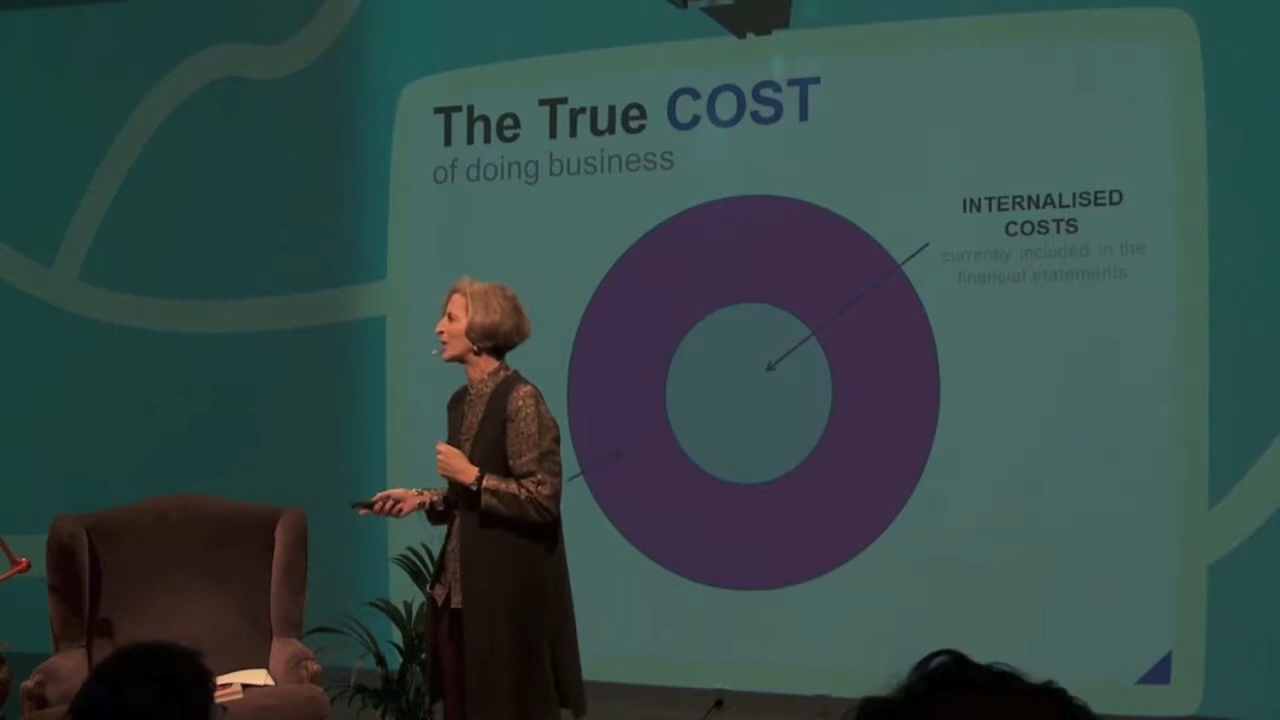 The True COST
of doing business
INTERNALISED
COSTS
currently included in the
financial statements